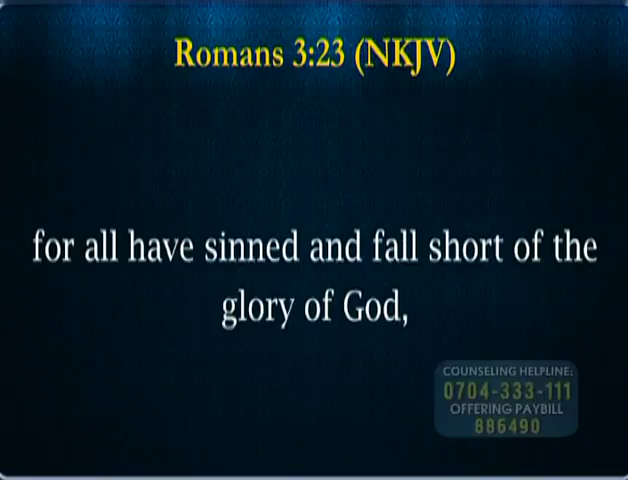 Romans 3:23 (NKJV)
for all have sinned and fall short of the
glory of God,
COUNSELING HELPLINE:
0704-333-111
OFFERING PAYBILL
886490